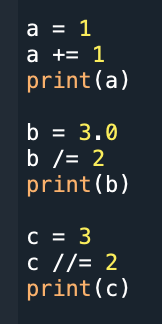 a = 1
a += 1
print(a)

b = 3.0
b /= 2
print(b)

c = 3
c //= 2
print(c)